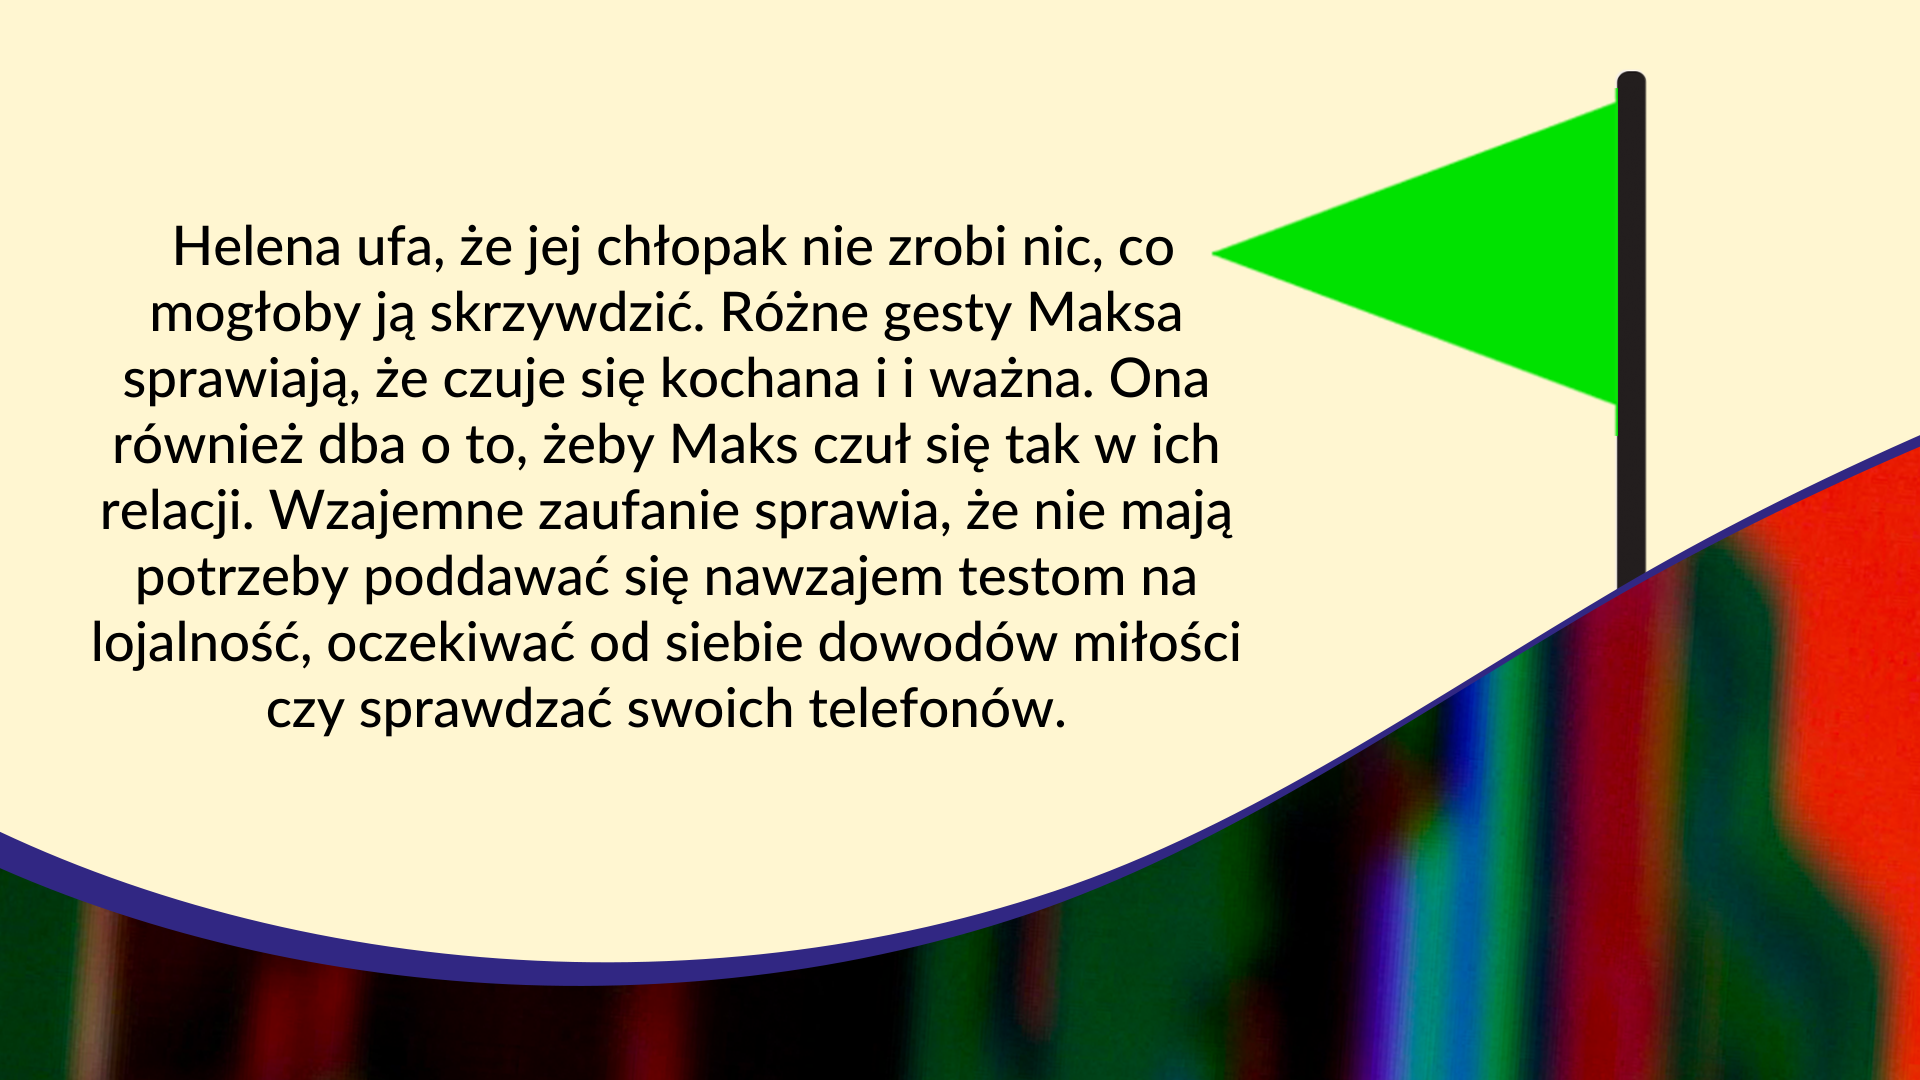 Helena ufa, że jej chłopak nie zrobi nic, co
mogłoby ją skrzywdzić. Różne gesty Maksa
sprawiają, że czuje się kochana i i ważna. Ona
również dba o to, żeby Maks czuł się tak w ich
relacji. Wzajemne zaufanie sprawia, że nie mają
potrzeby poddawać się nawzajem testom na
lojalność, oczekiwać od siebie dowodów miłości
czy sprawdzać swoich telefonów.